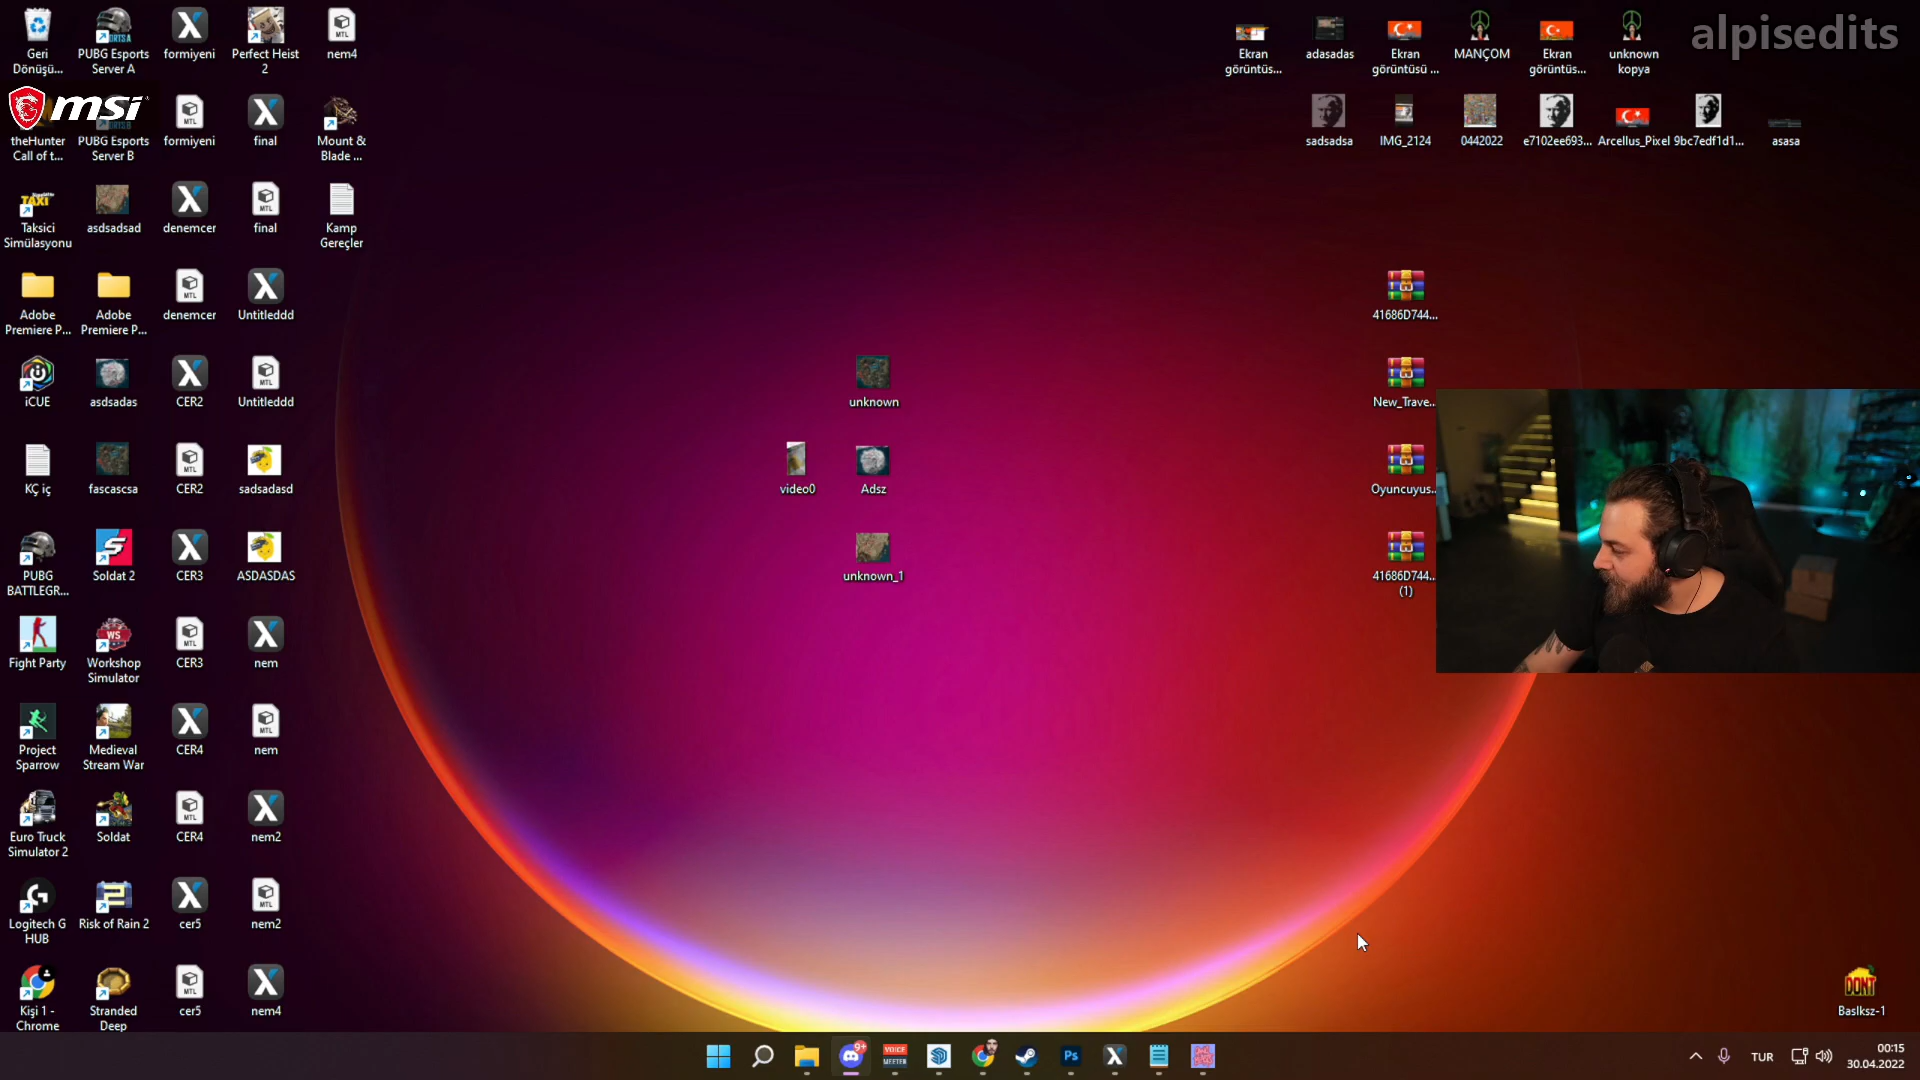 Geri
Dönüşü...
PUBG Esports
Server A
formiyeni
Perfect Heist
2
nem4
Ekran
görüntüs...
adasadas
Ekran
görüntüsü ...
MANÇOM
Ekran
görüntüs...
unknown
kopya
alpisedits
msi
theHunter
Call of t...
PUBG Esports
Server B
formiyeni
final
Mount &
Blade ...
sadsadsa
IMG_2124
0442022
e7102ee693...
Arcellus_Pixel
9bc7edf1d1...
asasa
Taksici
Simülasyonu
asdsadsad
denemcer
final
Kamp
Gereçler
Adobe
Premiere P...
Adobe
Premiere P...
denemcer
Untitleddd
41686D744...
iCUE
asdsadas
CER2
Untitleddd
unknown
New_Trave...
KÇ iç
fascascsa
CER2
sadsadasd
video0
Adsz
Oyuncuyus...
PUBG
BATTLEGR...
Soldat 2
CER3
ASDASDAS
unknown_1
41686D744...
(1)
Fight Party
Workshop
Simulator
CER3
nem
Project
Sparrow
Medieval
Stream War
CER4
nem
Euro Truck
Simulator 2
Soldat
CER4
nem2
Logitech G
HUB
Risk of Rain 2
cer5
nem2
Kişi 1 -
Chrome
Stranded
Deep
cer5
nem4
DONT
Baslksz-1
9+
VOICE
MEETER
Ps
TUR
00:15
30.04.2022